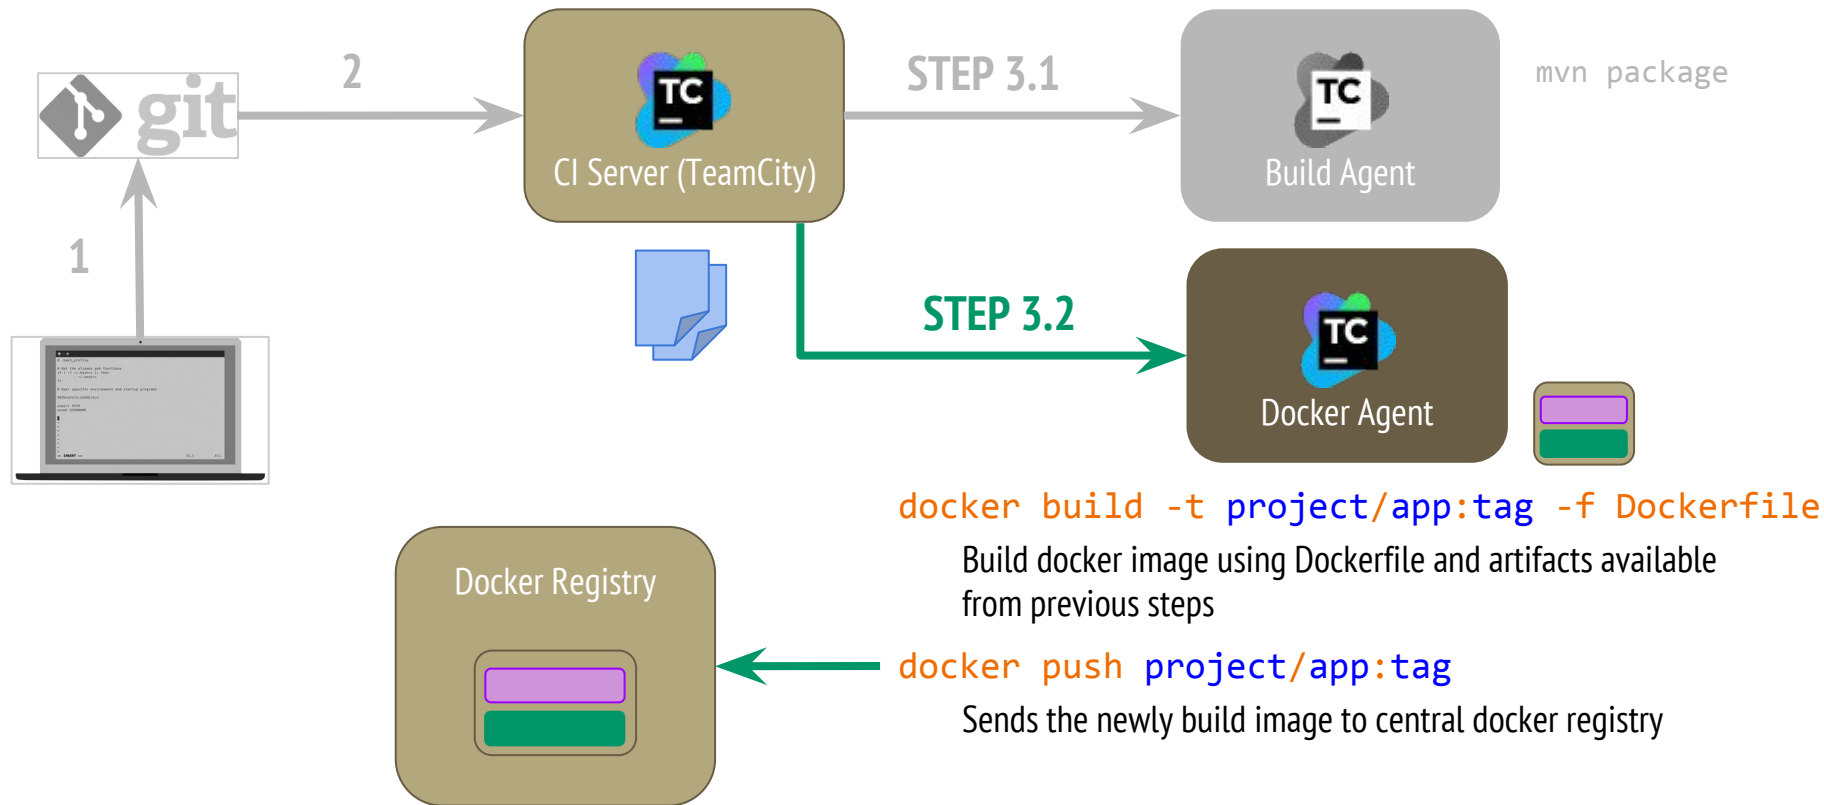 2
STEP 3.1
mvn package
git
TC
TC
CI Server (TeamCity)
Build Agent
1
STEP 3.2
TC
Docker Agent
docker build -t project/app:tag -f Dockerfile
Build docker image using Dockerfile and artifacts available
from previous steps
Docker Registry
docker push project/app:tag
Sends the newly build image to central docker registry